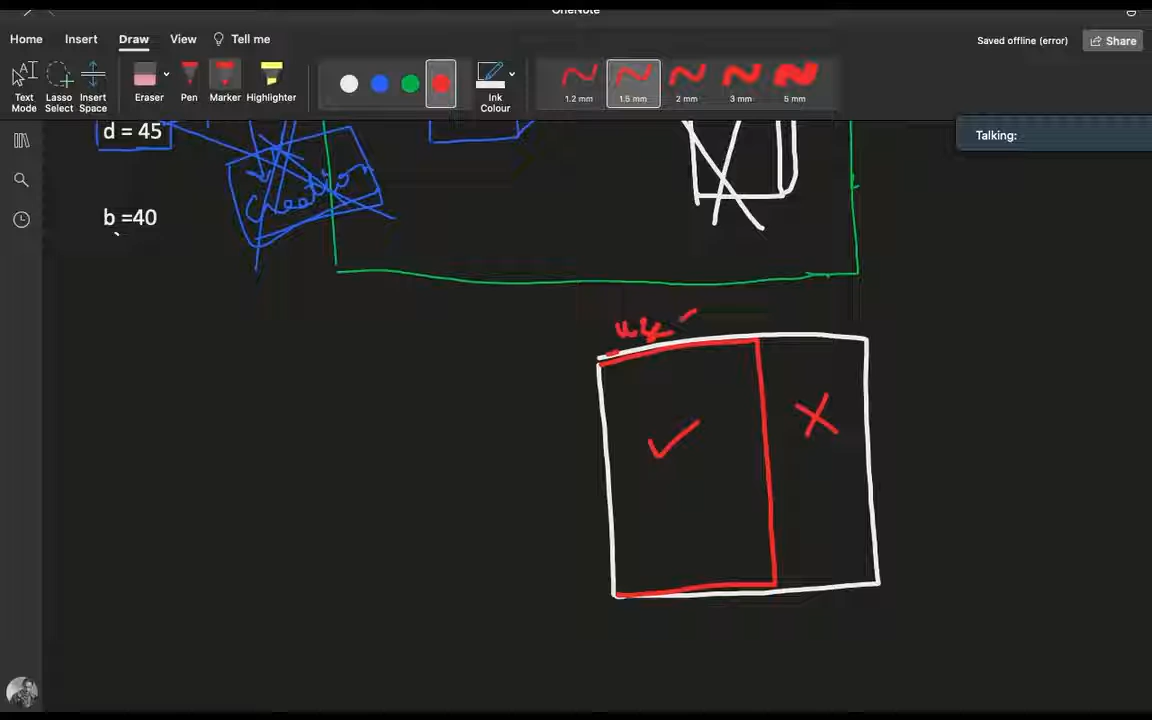 OneNote
Home Insert Draw View Tell me
Saved offline (error) Share
Text Mode
Lasso Select
Insert Space
Eraser
Pen
Marker
Highlighter
Ink Colour
1.2 mm
1.5 mm
2 mm
3 mm
5 mm
Talking:
d = 45
b =40